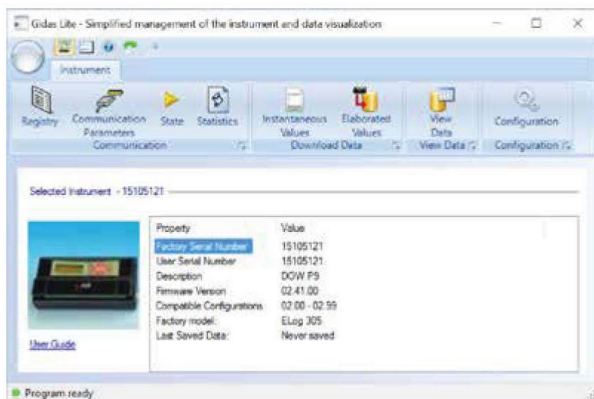 Gidas Lite - Simplified management of the instrument and data visualization
Instrument
Registry
Communication Parameters
State
Statistics
Instantaneous Values
Elaborated Values
View Data
Configuration
Communication
Download Data
View Data
Configuration
Selected Instrument - 15105121
Property Value
Factory Serial Number 15105121
User Serial Number 15105121
Description DOW P9
Firmware Version 02.41.00
Compatible Configurations 02.00 - 02.99
Factory model: ELog 305
Last Saved Data: Never saved
User Guide
Program ready